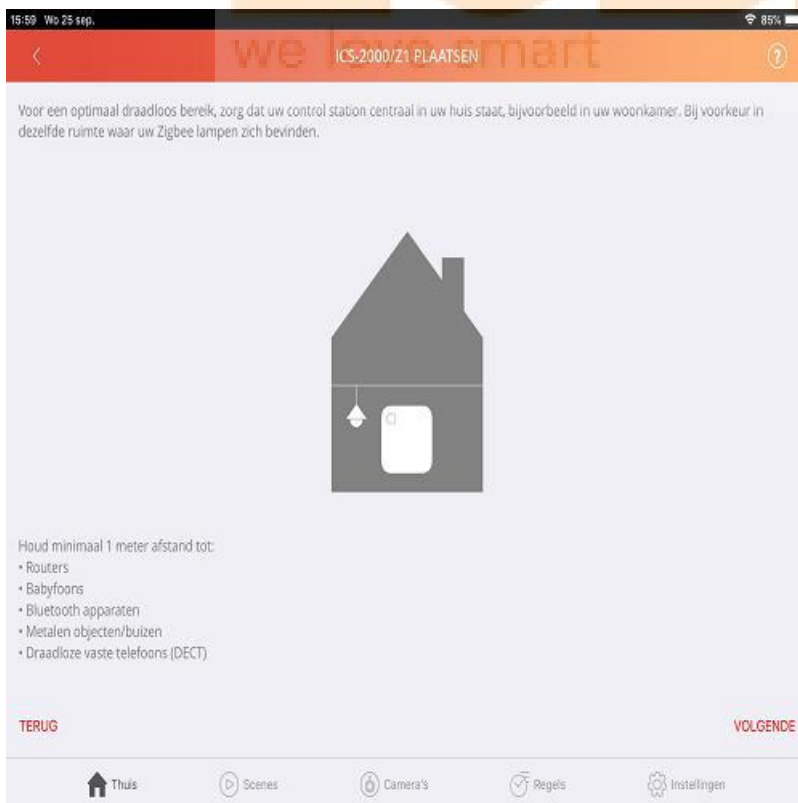 15:59 Wo 25 sep.
85%
we love smart
ICS-2000/Z1 PLAATSEN
?
Voor een optimaal draadloos bereik, zorg dat uw control station centraal in uw huis staat, bijvoorbeeld in uw woonkamer. Bij voorkeur in
dezelfde ruimte waar uw Zigbee lampen zich bevinden.
Houd minimaal 1 meter afstand tot:
• Routers
• Babyfoons
• Bluetooth apparaten
• Metalen objecten/buizen
• Draadloze vaste telefoons (DECT)
TERUG
VOLGENDE
Thuis
Scenes
Camera's
Regels
Instellingen